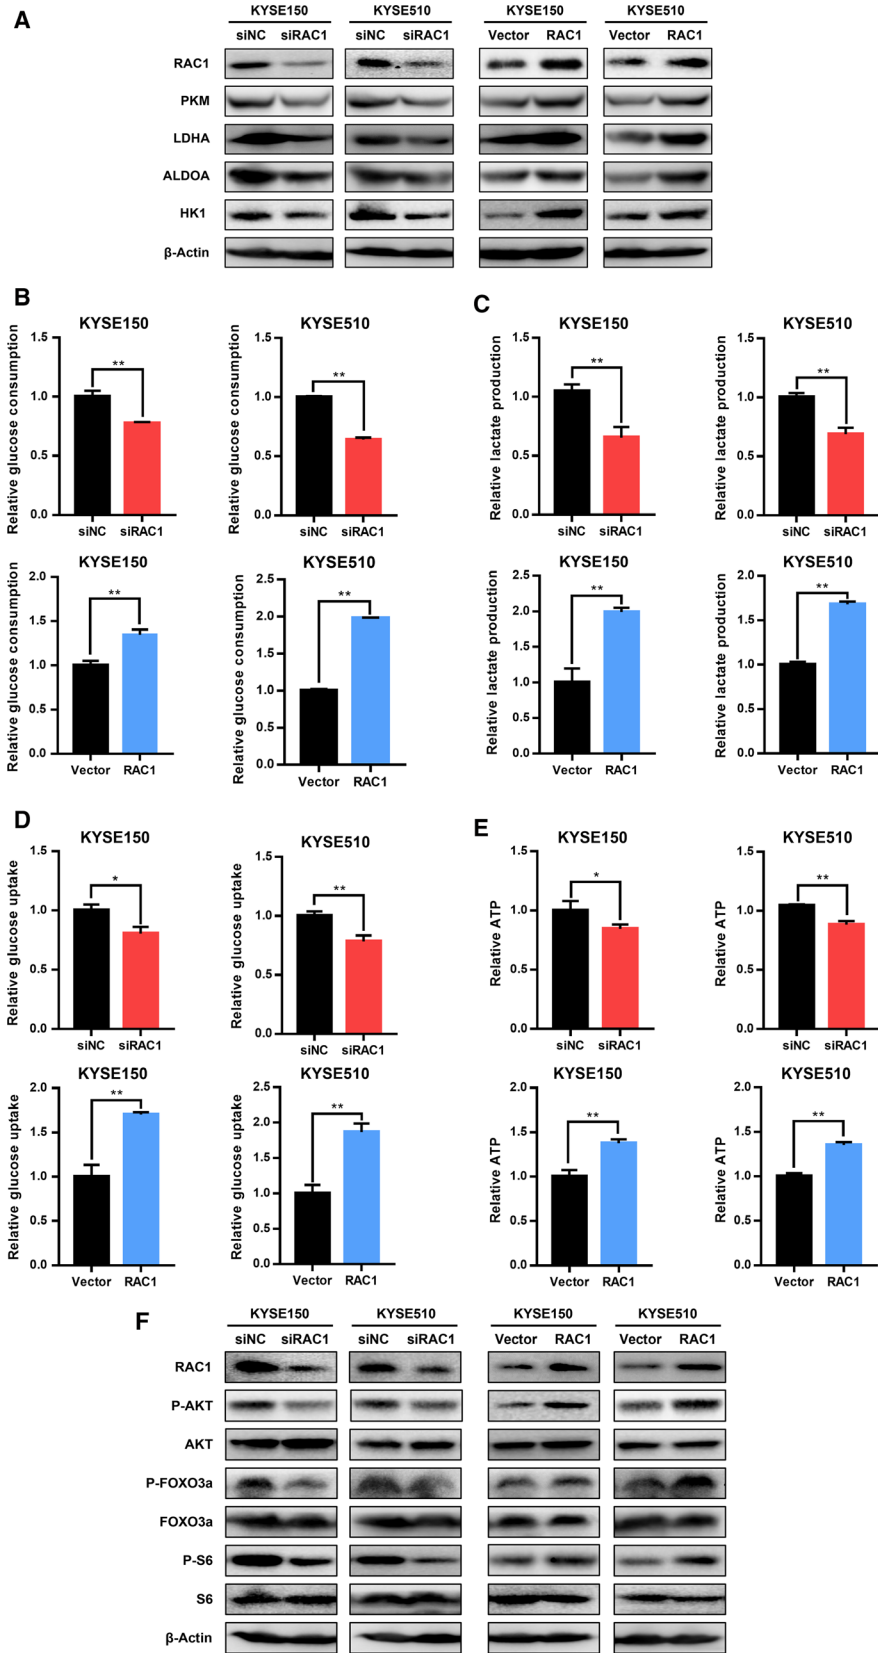 A
KYSE150 KYSE510 KYSE150 KYSE510
siNC siRAC1 siNC siRAC1 Vector RAC1 Vector RAC1
RAC1
PKM
LDHA
ALDOA
HK1
β-Actin
B
KYSE150
Relative glucose consumption
1.5
1.0
0.5
0.0
**
siNC siRAC1
KYSE510
Relative glucose consumption
1.5
1.0
0.5
0.0
**
siNC siRAC1
KYSE150
Relative glucose consumption
2.0
1.5
1.0
0.5
0.0
**
Vector RAC1
KYSE510
Relative glucose consumption
2.5
2.0
1.5
1.0
0.5
0.0
**
Vector RAC1
C
KYSE150
Relative lactate production
1.5
1.0
0.5
0.0
**
siNC siRAC1
KYSE510
Relative lactate production
1.5
1.0
0.5
0.0
**
siNC siRAC1
KYSE150
Relative lactate production
2.5
2.0
1.5
1.0
0.5
0.0
**
Vector RAC1
KYSE510
Relative lactate production
2.0
1.5
1.0
0.5
0.0
**
Vector RAC1
D
KYSE150
Relative glucose uptake
1.5
1.0
0.5
0.0
*
siNC siRAC1
KYSE510
Relative glucose uptake
1.5
1.0
0.5
0.0
**
siNC siRAC1
KYSE150
Relative glucose uptake
2.0
1.5
1.0
0.5
0.0
**
Vector RAC1
KYSE510
Relative glucose uptake
2.5
2.0
1.5
1.0
0.5
0.0
**
Vector RAC1
E
KYSE150
Relative ATP
1.5
1.0
0.5
0.0
*
siNC siRAC1
KYSE510
Relative ATP
1.5
1.0
0.5
0.0
**
siNC siRAC1
KYSE150
Relative ATP
2.0
1.5
1.0
0.5
0.0
**
Vector RAC1
KYSE510
Relative ATP
2.0
1.5
1.0
0.5
0.0
**
Vector RAC1
F
KYSE150 KYSE510 KYSE150 KYSE510
siNC siRAC1 siNC siRAC1 Vector RAC1 Vector RAC1
RAC1
P-AKT
AKT
P-FOXO3a
FOXO3a
P-S6
S6
β-Actin